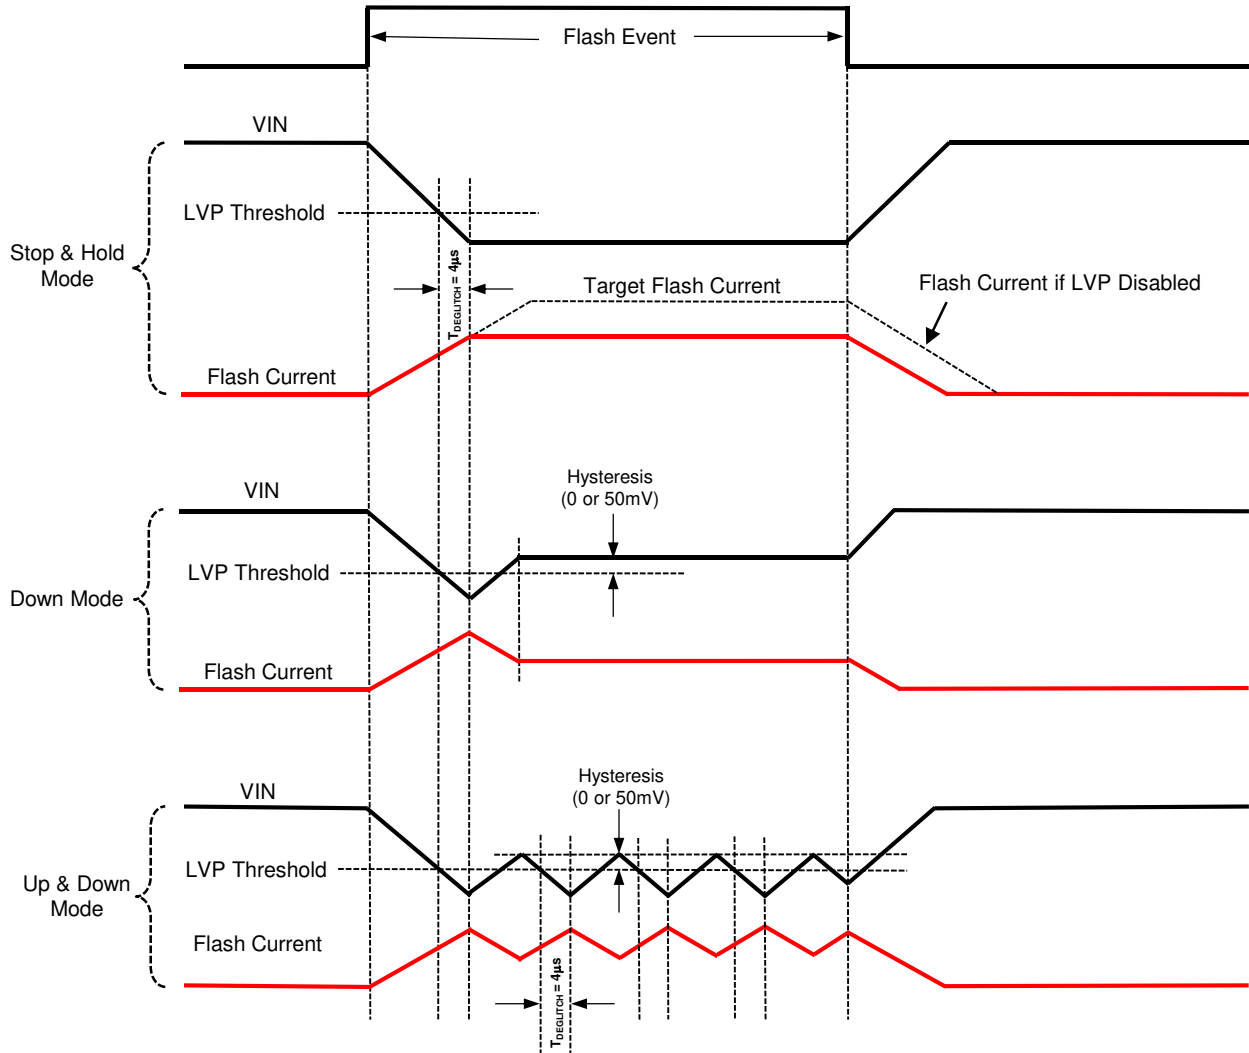 Flash Event
VIN
LVP Threshold
Stop & Hold
Mode
T_DEGLITCH = 4µs
Target Flash Current
Flash Current if LVP Disabled
Flash Current
Hysteresis
(0 or 50mV)
VIN
LVP Threshold
Down Mode
Flash Current
Hysteresis
(0 or 50mV)
VIN
LVP Threshold
Up & Down
Mode
Flash Current
T_DEGLITCH = 4µs